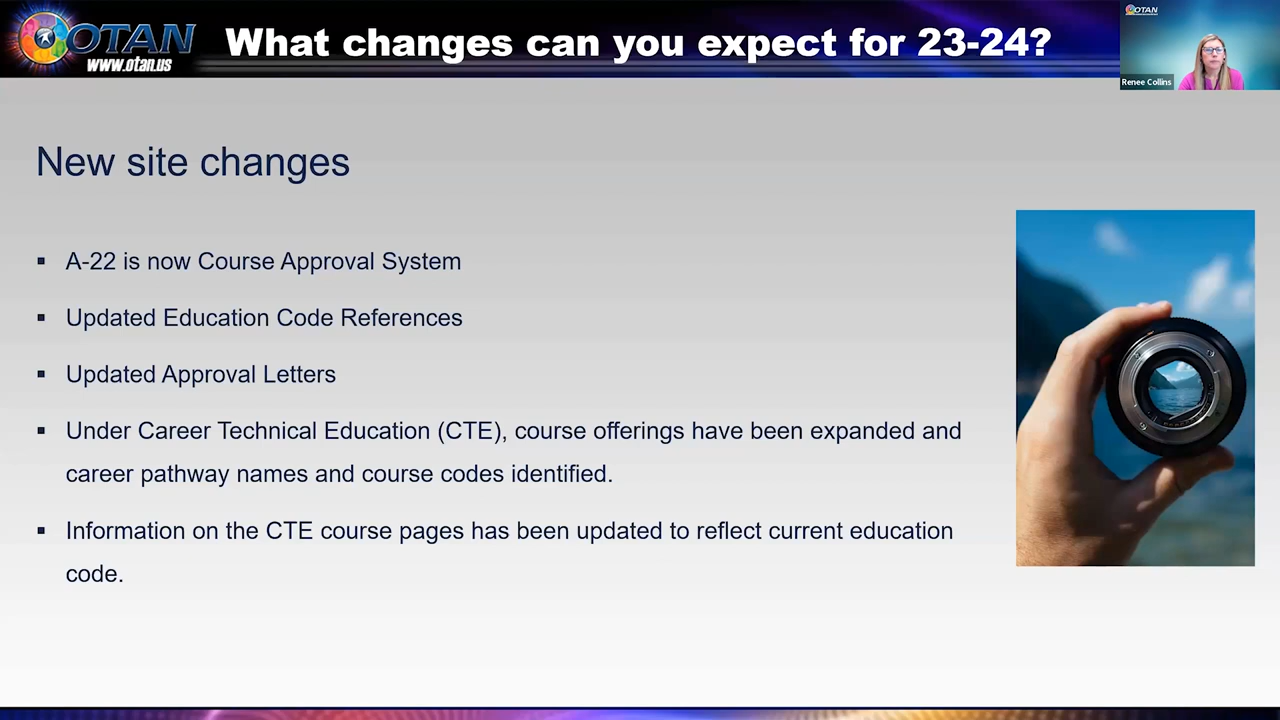 OTAN
www.otan.us
What changes can you expect for 23-24?
OTAN
Renee Collins
New site changes
▪ A-22 is now Course Approval System
▪ Updated Education Code References
▪ Updated Approval Letters
▪ Under Career Technical Education (CTE), course offerings have been expanded and
career pathway names and course codes identified.
▪ Information on the CTE course pages has been updated to reflect current education
code.